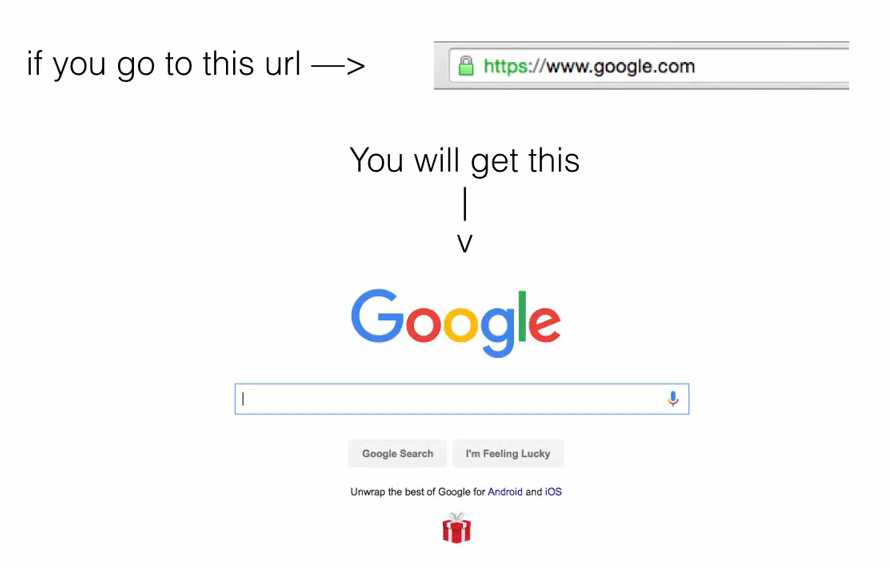 if you go to this url —>
https://www.google.com
You will get this
|
v
Google
Google Search
I'm Feeling Lucky
Unwrap the best of Google for Android and iOS